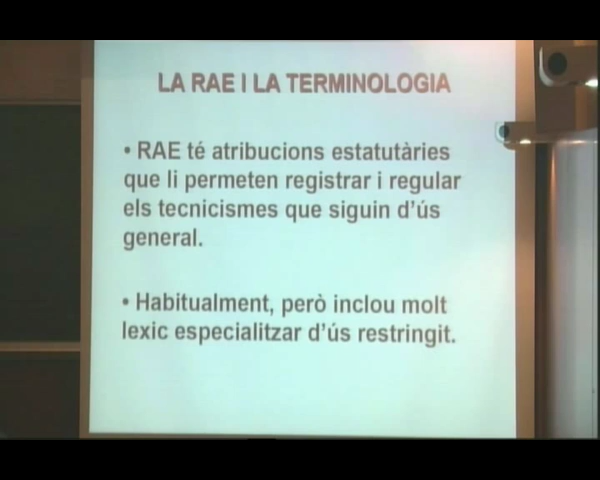 LA RAE I LA TERMINOLOGIA
• RAE té atribucions estatutàries
que li permeten registrar i regular
els tecnicismes que siguin d'ús
general.
• Habitualment, però inclou molt
lexic especialitzar d'ús restringit.